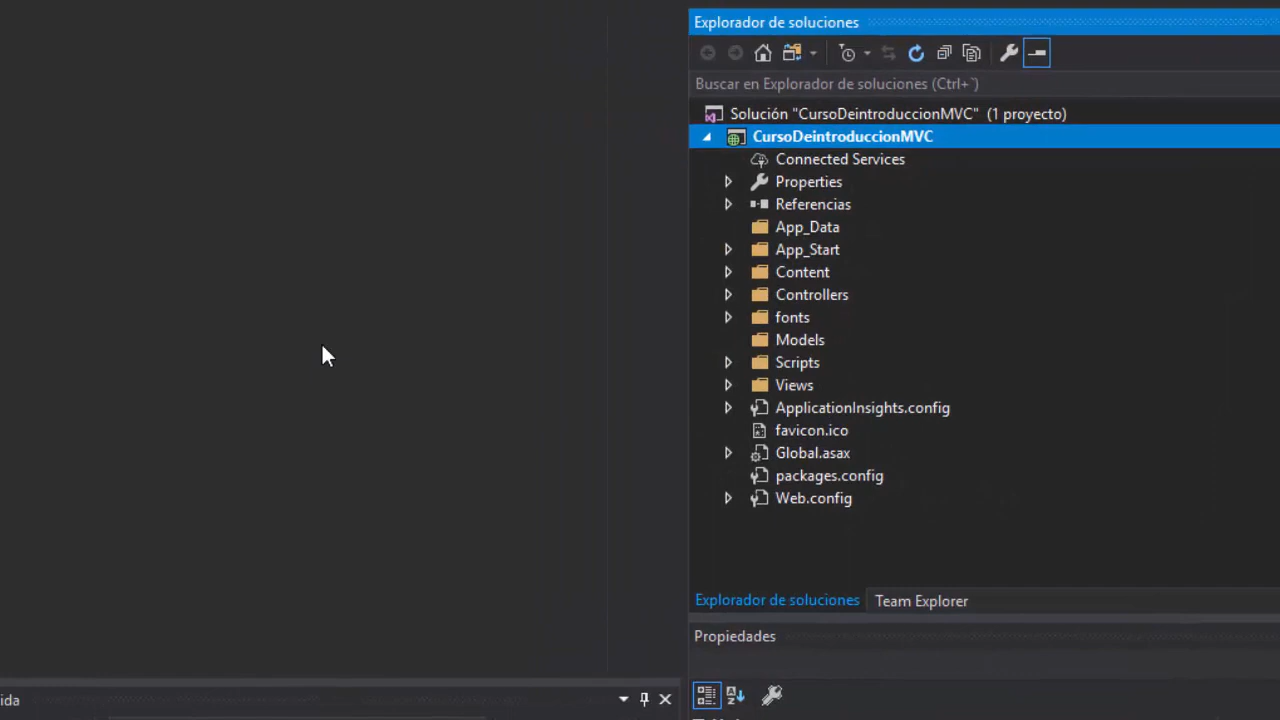 Explorador de soluciones
Buscar en Explorador de soluciones (Ctrl+`)
Solución "CursoDeintroduccionMVC" (1 proyecto)
CursoDeintroduccionMVC
Connected Services
Properties
Referencias
App_Data
App_Start
Content
Controllers
fonts
Models
Scripts
Views
ApplicationInsights.config
favicon.ico
Global.asax
packages.config
Web.config
Explorador de soluciones Team Explorer
Propiedades
ida